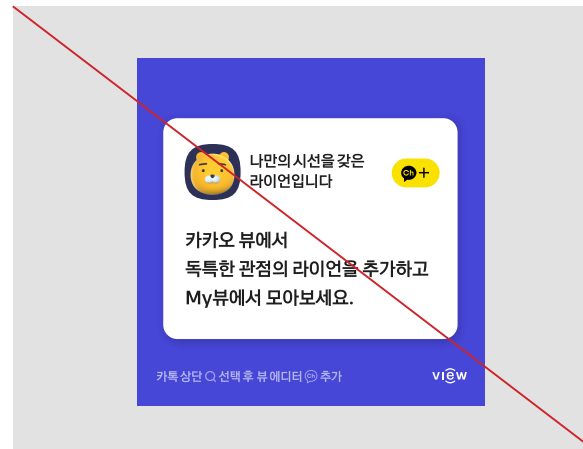 나만의 시선을 갖은
라이언입니다
Ch+
카카오 뷰에서
독특한 관점의 라이언을 추가하고
My뷰에서 모아보세요.
카톡 상단 선택 후 뷰 에디터 Ch 추가
view